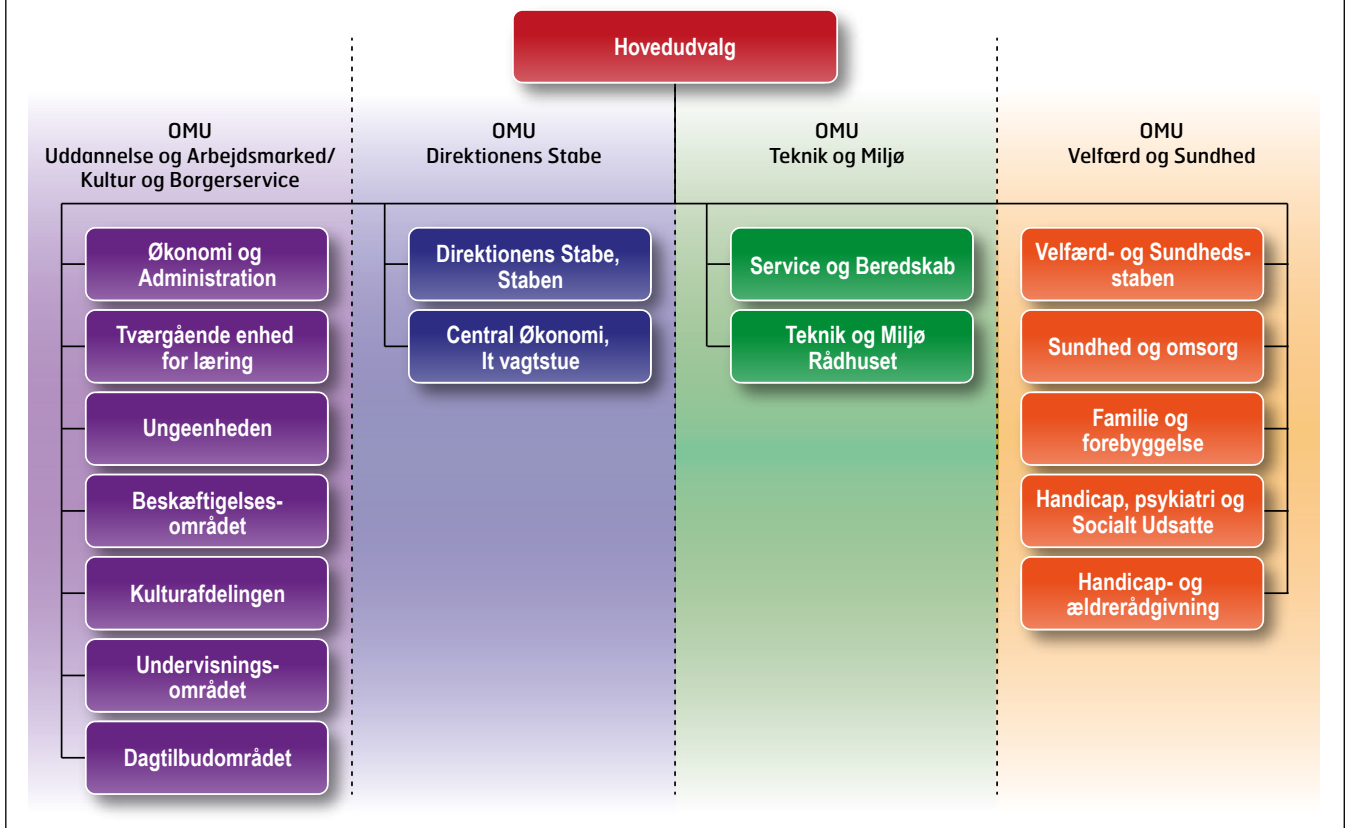 Hovedudvalg
OMU
Uddannelse og Arbejdsmarked/
Kultur og Borgerservice
Økonomi og
Administration
Tværgående enhed
for læring
Ungeenheden
Beskæftigelses-
området
Kulturafdelingen
Undervisnings-
området
Dagtilbudområdet
OMU
Direktionens Stabe
Direktionens Stabe,
Staben
Central Økonomi,
It vagtstue
OMU
Teknik og Miljø
Service og Beredskab
Teknik og Miljø
Rådhuset
OMU
Velfærd og Sundhed
Velfærd- og Sundheds-
staben
Sundhed og omsorg
Familie og
forebyggelse
Handicap, psykiatri og
Socialt Udsatte
Handicap- og
ældrerådgivning